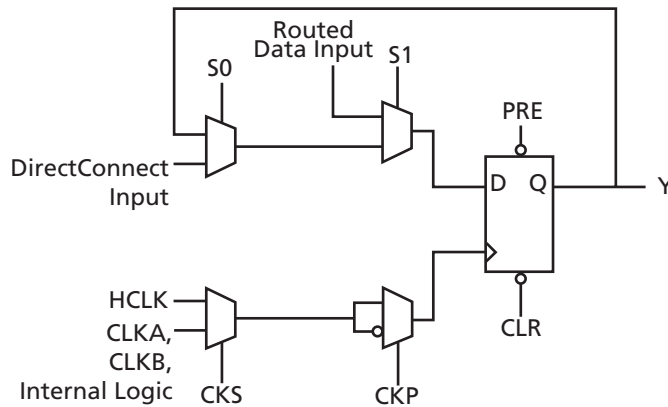 Routed
Data Input
S0
S1
PRE
DirectConnect
Input
D
Q
Y
HCLK
CLKA,
CLKB,
Internal Logic
CKS
CKP
CLR